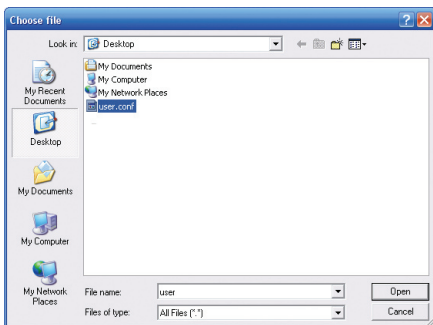 Choose file
Look in:
Desktop
My Recent
Documents
Desktop
My Documents
My Computer
My Network
Places
My Documents
My Computer
My Network Places
user.conf
File name:
user
Open
Files of type:
All Files (*.*)
Cancel